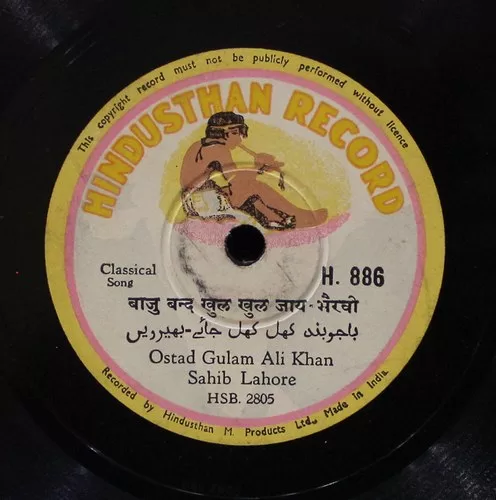 This copyright record must not be publicly performed without licence
HINDUSTHAN RECORD
Classical
Song
H. 886
बाजु बन्द खुल खुल जाय-भैरवी
باجوبند کھل کھل جائے-بھیرویں
Ostad Gulam Ali Khan
Sahib Lahore
HSB. 2805
Recorded by Hindusthan M. Products Ltd., Made in India.